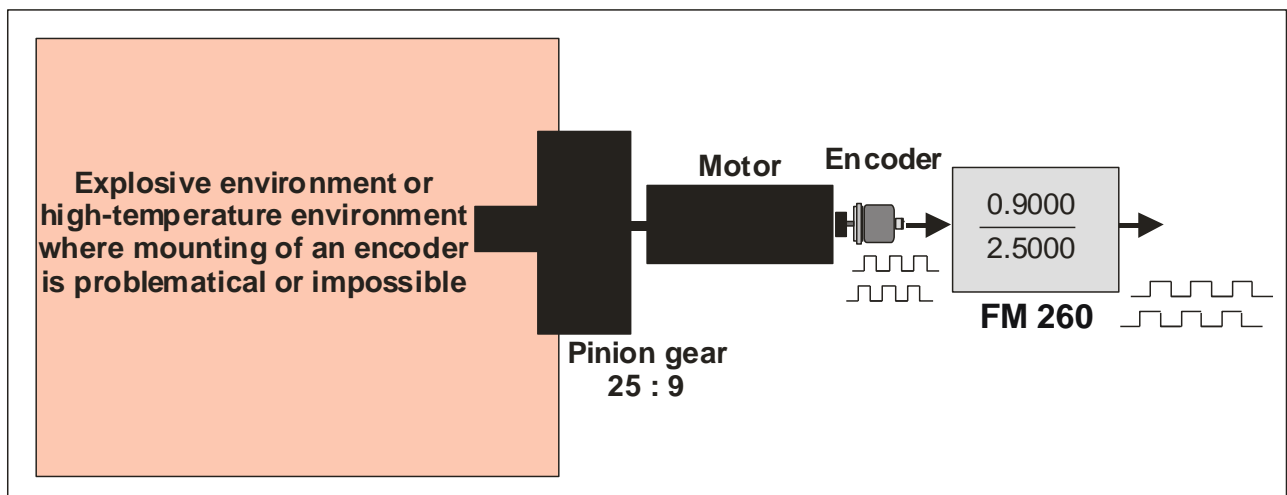 Explosive environment or
high-temperature environment
where mounting of an encoder
is problematical or impossible
Pinion gear
25 : 9
Motor
Encoder
0.9000
2.5000
FM 260